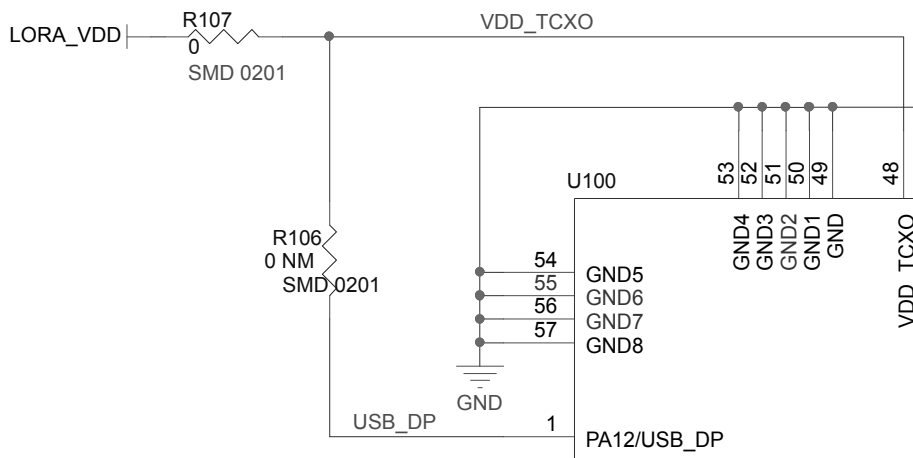 R107
VDD_TCXO
LORA_VDD
0
SMD 0201
53
52
51
50
49
48
U100
GND4
GND3
GND2
GND1
GND
VDD_TCXO
R106
0 NM
SMD 0201
54
GND5
55
GND6
56
GND7
57
GND8
GND
USB_DP
1
PA12/USB_DP